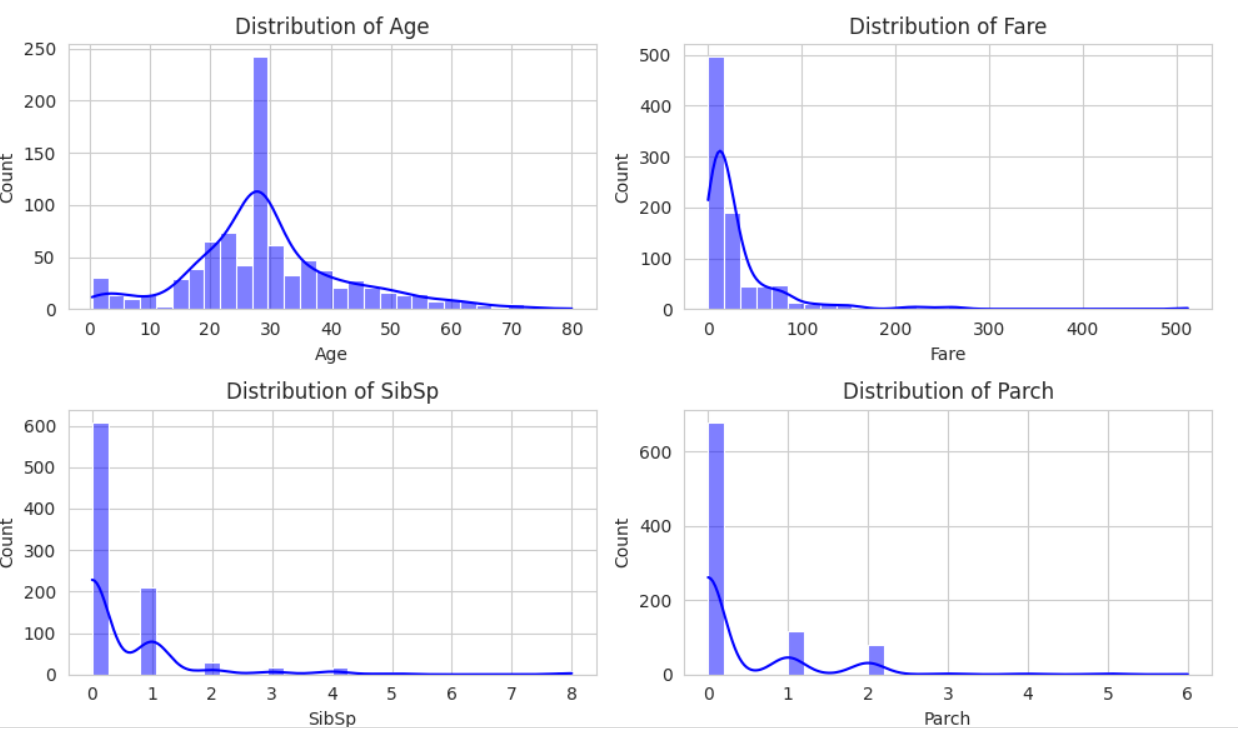 Distribution of Age
250
200
150
100
50
0
Count
0 10 20 30 40 50 60 70 80
Age
Distribution of Fare
500
400
300
200
100
0
Count
0 100 200 300 400 500
Fare
Distribution of SibSp
600
500
400
300
200
100
0
Count
0 1 2 3 4 5 6 7 8
SibSp
Distribution of Parch
600
400
200
0
Count
0 1 2 3 4 5 6
Parch